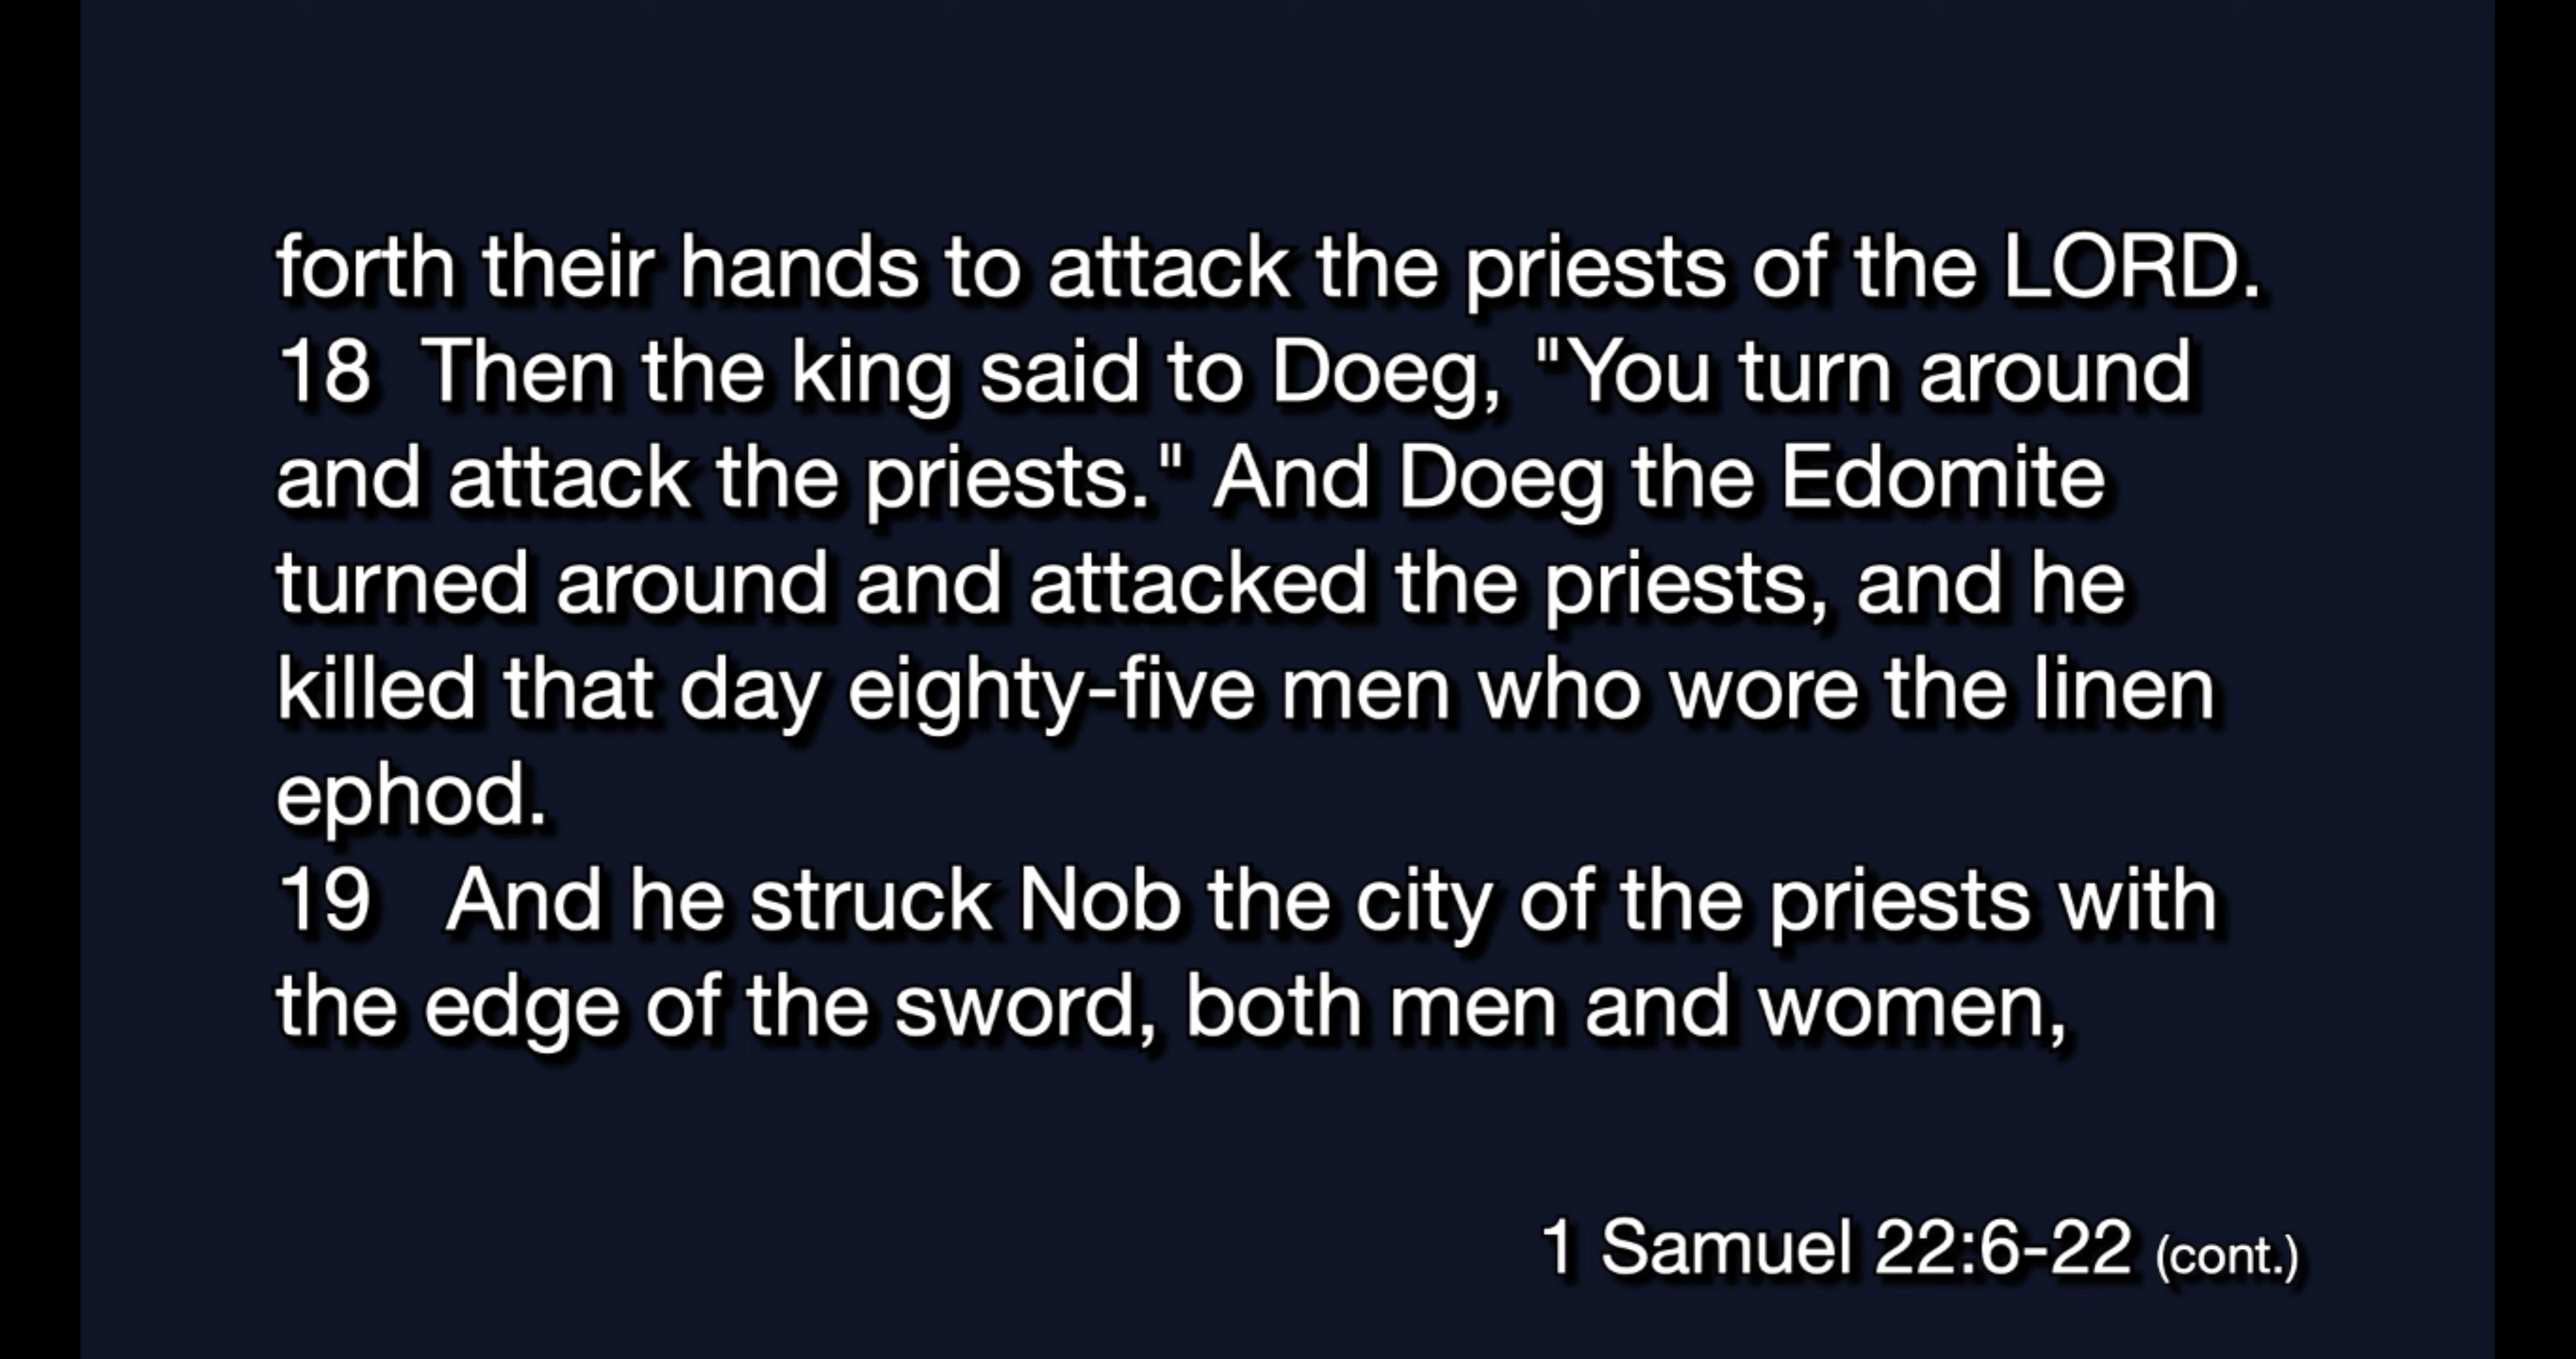 forth their hands to attack the priests of the LORD.
18 Then the king said to Doeg, "You turn around
and attack the priests." And Doeg the Edomite
turned around and attacked the priests, and he
killed that day eighty-five men who wore the linen
ephod.
19 And he struck Nob the city of the priests with
the edge of the sword, both men and women,
1 Samuel 22:6-22 (cont.)